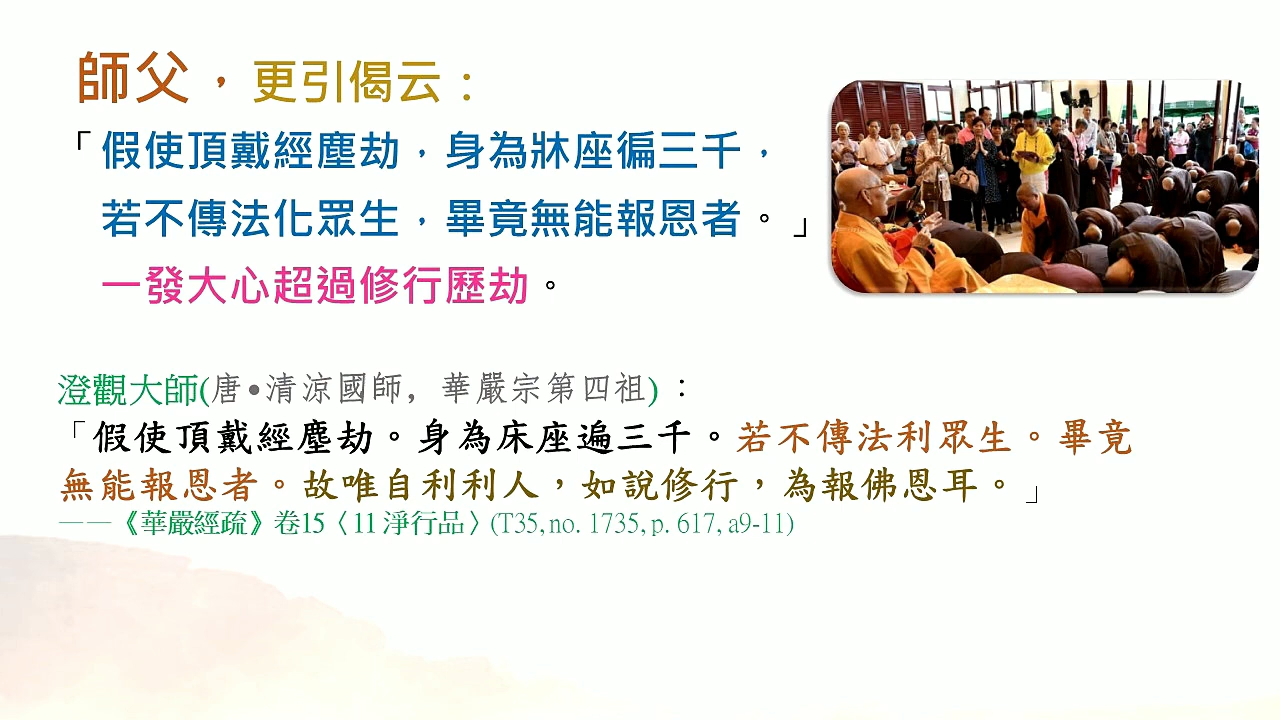 師父，更引偈云：
「假使頂戴經塵劫，身為牀座徧三千，
若不傳法化眾生，畢竟無能報恩者。」
一發大心超過修行歷劫。
澄觀大師(唐•清涼國師，華嚴宗第四祖)：
「假使頂戴經塵劫。身為床座遍三千。若不傳法利眾生。畢竟
無能報恩者。故唯自利利人，如說修行，為報佛恩耳。」
——《華嚴經疏》卷15〈11 淨行品〉(T35, no. 1735, p. 617, a9-11)